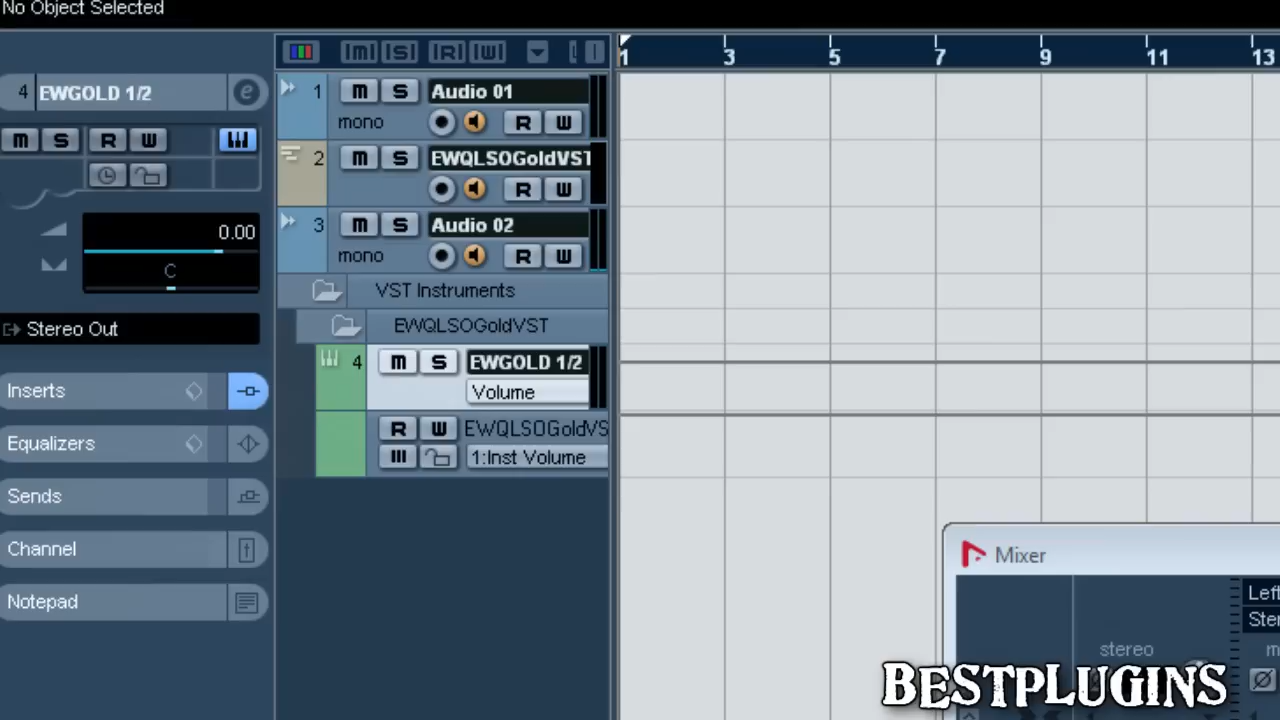 No Object Selected
4 EWGOLD 1/2 e
M S R W
0.00
C
Stereo Out
Inserts
Equalizers
Sends
Channel
Notepad
M S R W
1 M S Audio 01
mono R W
2 M S EWQLSOGoldVST
R W
3 M S Audio 02
mono R W
VST Instruments
EWQLSOGoldVST
4 M S EWGOLD 1/2
Volume
R W EWQLSOGoldVS
1:Inst Volume
1 3 5 7 9 11 13
Mixer
Left
Ster
stereo m
BESTPLUGINS